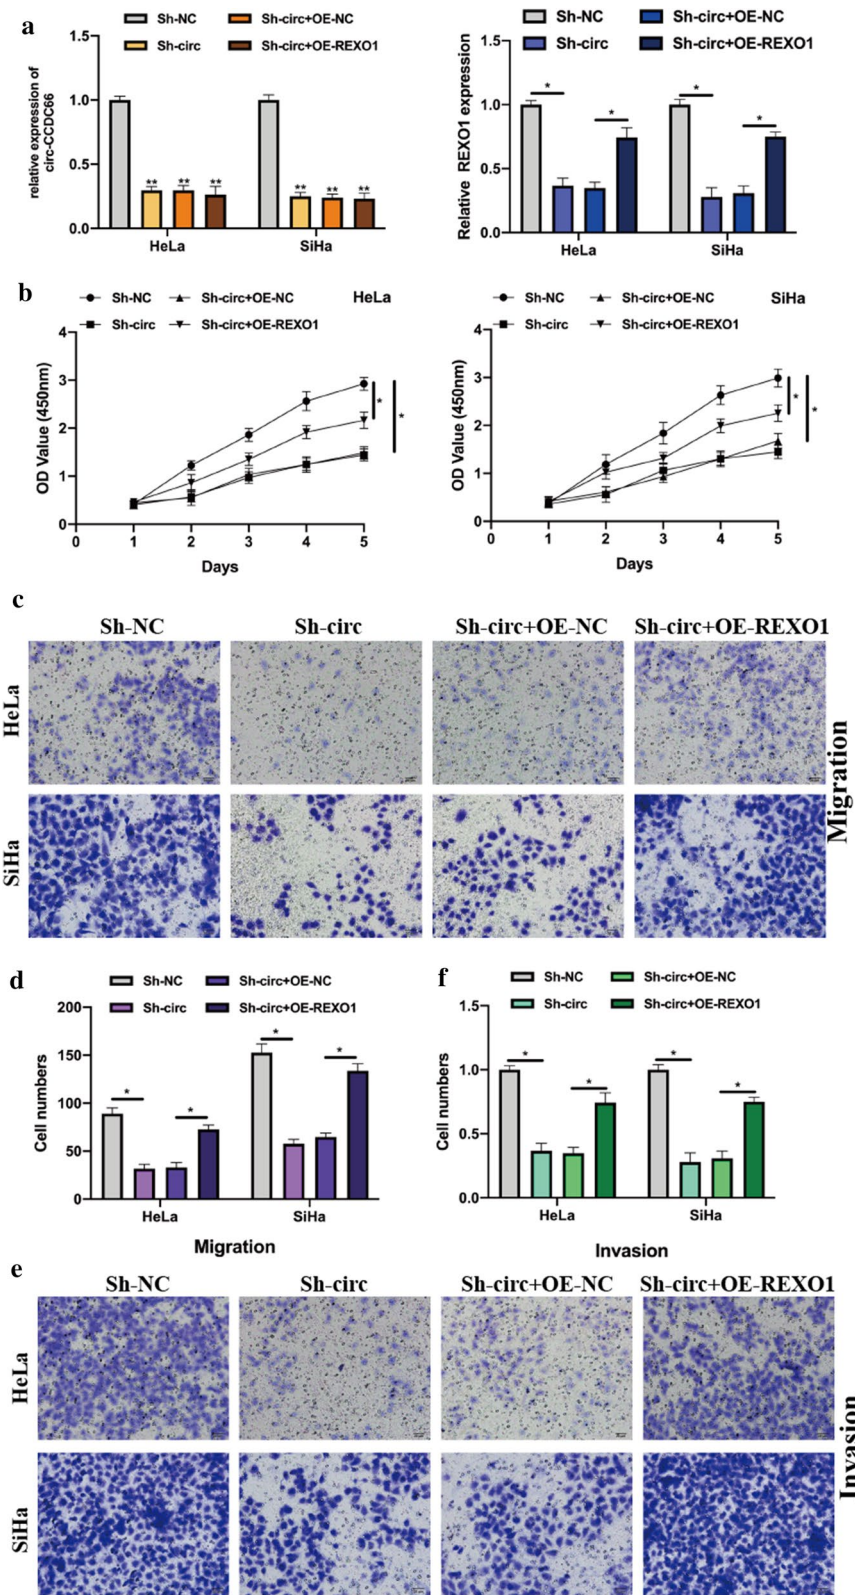 a
Sh-NC Sh-circ+OE-NC
Sh-circ Sh-circ+OE-REXO1
relative expression of
circ-CCDC66
1.5
1.0
0.5
0.0
** ** ** ** ** **
HeLa SiHa
Sh-NC Sh-circ+OE-NC
Sh-circ Sh-circ+OE-REXO1
Relative REXO1 expression
1.5
1.0
0.5
0.0
* * * *
HeLa SiHa
b
Sh-NC Sh-circ+OE-NC HeLa
Sh-circ Sh-circ+OE-REXO1
OD Value (450nm)
4
3
2
1
0
* *
0 1 2 3 4 5
Days
Sh-NC Sh-circ+OE-NC SiHa
Sh-circ Sh-circ+OE-REXO1
OD Value (450nm)
4
3
2
1
0
* *
0 1 2 3 4 5
Days
c
Sh-NC Sh-circ Sh-circ+OE-NC Sh-circ+OE-REXO1
HeLa
SiHa
Migration
d
Sh-NC Sh-circ+OE-NC
Sh-circ Sh-circ+OE-REXO1
Cell numbers
200
150
100
50
0
* * * *
HeLa SiHa
Migration
f
Sh-NC Sh-circ+OE-NC
Sh-circ Sh-circ+OE-REXO1
Cell numbers
1.5
1.0
0.5
0.0
* * * *
HeLa SiHa
Invasion
e
Sh-NC Sh-circ Sh-circ+OE-NC Sh-circ+OE-REXO1
HeLa
SiHa
Invasion